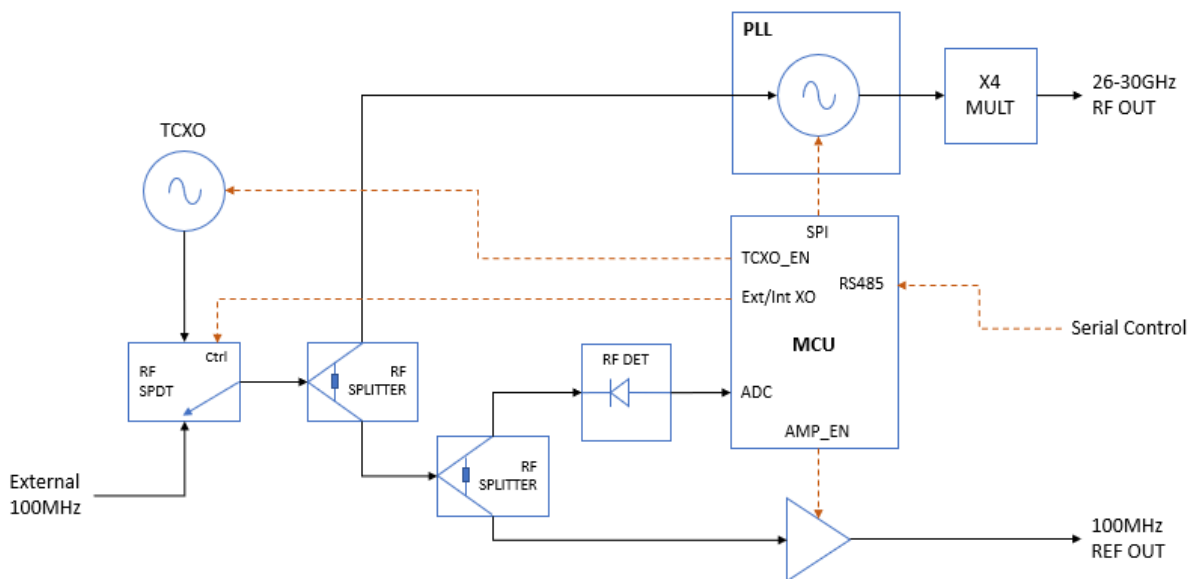 PLL
X4
MULT
26-30GHz
RF OUT
TCXO
SPI
TCXO_EN
RS485
Ext/Int XO
Serial Control
MCU
Ctrl
RF
SPDT
RF
SPLITTER
RF DET
ADC
AMP_EN
RF
SPLITTER
External
100MHz
100MHz
REF OUT